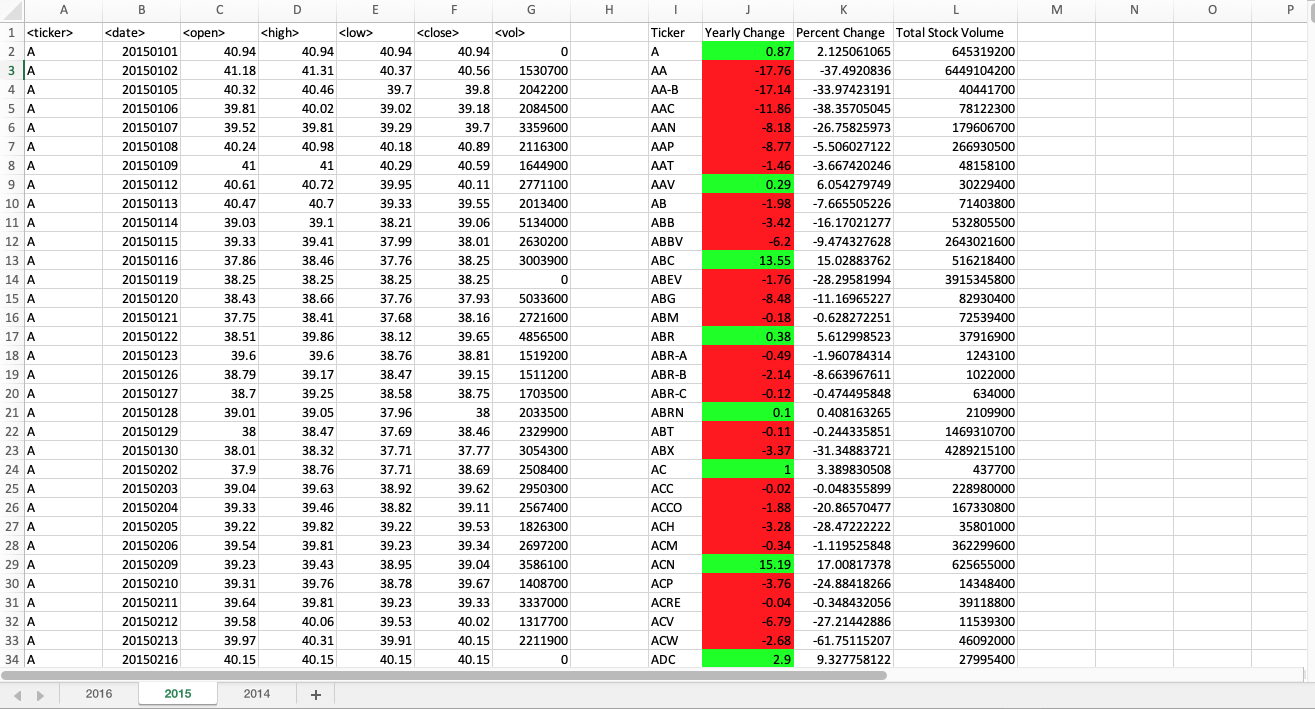 A B C D E F G H I J K L M N O P
1 <ticker> <date> <open> <high> <low> <close> <vol> Ticker Yearly Change Percent Change Total Stock Volume
2 A 20150101 40.94 40.94 40.94 40.94 0 A 0.87 2.125061065 645319200
3 A 20150102 41.18 41.31 40.37 40.56 1530700 AA -17.76 -37.4920836 6449104200
4 A 20150105 40.32 40.46 39.7 39.8 2042200 AA-B -17.14 -33.97423191 40441700
5 A 20150106 39.81 40.02 39.02 39.18 2084500 AAC -11.86 -38.35705045 78122300
6 A 20150107 39.52 39.81 39.29 39.7 3359600 AAN -8.18 -26.75825973 179606700
7 A 20150108 40.24 40.98 40.18 40.89 2116300 AAP -8.77 -5.506027122 266930500
8 A 20150109 41 41 40.29 40.59 1644900 AAT -1.46 -3.667420246 48158100
9 A 20150112 40.61 40.72 39.95 40.11 2771100 AAV 0.29 6.054279749 30229400
10 A 20150113 40.47 40.7 39.33 39.55 2013400 AB -1.98 -7.665505226 71403800
11 A 20150114 39.03 39.1 38.21 39.06 5134000 ABB -3.42 -16.17021277 532805500
12 A 20150115 39.33 39.41 37.99 38.01 2630200 ABBV -6.2 -9.474327628 2643021600
13 A 20150116 37.86 38.46 37.76 38.25 3003900 ABC 13.55 15.02883762 516218400
14 A 20150119 38.25 38.25 38.25 38.25 0 ABEV -1.76 -28.29581994 3915345800
15 A 20150120 38.43 38.66 37.76 37.93 5033600 ABG -8.48 -11.16965227 82930400
16 A 20150121 37.75 38.41 37.68 38.16 2721600 ABM -0.18 -0.628272251 72539400
17 A 20150122 38.51 39.86 38.12 39.65 4856500 ABR 0.38 5.612998523 37916900
18 A 20150123 39.6 39.6 38.76 38.81 1519200 ABR-A -0.49 -1.960784314 1243100
19 A 20150126 38.79 39.17 38.47 39.15 1511200 ABR-B -2.14 -8.663967611 1022000
20 A 20150127 38.7 39.25 38.58 38.75 1703500 ABR-C -0.12 -0.474495848 634000
21 A 20150128 39.01 39.05 37.96 38 2033500 ABRN 0.1 0.408163265 2109900
22 A 20150129 38 38.47 37.69 38.46 2329900 ABT -0.11 -0.244335851 1469310700
23 A 20150130 38.01 38.32 37.71 37.77 3054300 ABX -3.37 -31.34883721 4289215100
24 A 20150202 37.9 38.76 37.71 38.69 2508400 AC 1 3.389830508 437700
25 A 20150203 39.04 39.63 38.92 39.62 2950300 ACC -0.02 -0.048355899 228980000
26 A 20150204 39.33 39.46 38.82 39.11 2567400 ACCO -1.88 -20.86570477 167330800
27 A 20150205 39.22 39.82 39.22 39.53 1826300 ACH -3.28 -28.47222222 35801000
28 A 20150206 39.54 39.81 39.23 39.34 2697200 ACM -0.34 -1.119525848 362299600
29 A 20150209 39.23 39.43 38.95 39.04 3586100 ACN 15.19 17.00817378 625655000
30 A 20150210 39.31 39.76 38.78 39.67 1408700 ACP -3.76 -24.88418266 14348400
31 A 20150211 39.64 39.81 39.23 39.33 3337000 ACRE -0.04 -0.348432056 39118800
32 A 20150212 39.58 40.06 39.53 40.02 1317700 ACV -6.79 -27.21442886 11539300
33 A 20150213 39.97 40.31 39.91 40.15 2211900 ACW -2.68 -61.75115207 46092000
34 A 20150216 40.15 40.15 40.15 40.15 0 ADC 2.9 9.327758122 27995400
2016 2015 2014 +